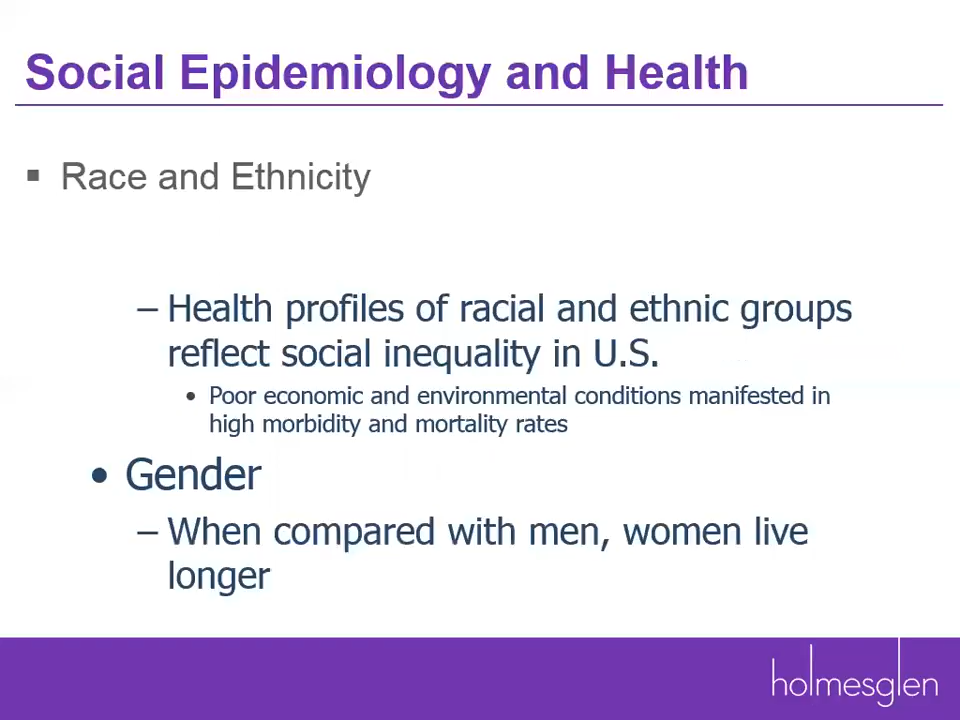 Social Epidemiology and Health
▪ Race and Ethnicity
– Health profiles of racial and ethnic groups
reflect social inequality in U.S.
• Poor economic and environmental conditions manifested in
high morbidity and mortality rates
• Gender
– When compared with men, women live
longer
holmesglen